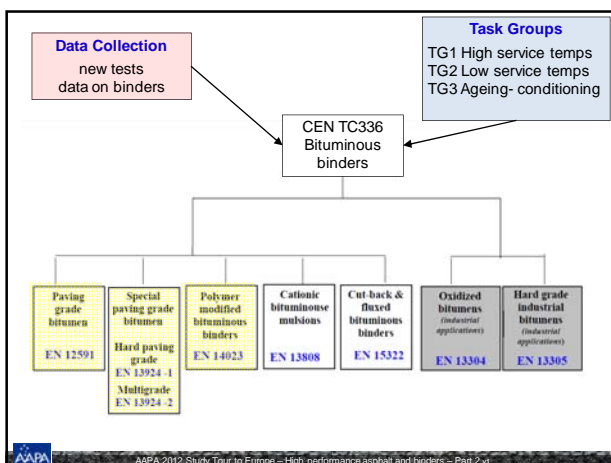 Data Collection
new tests
data on binders
Task Groups
TG1 High service temps
TG2 Low service temps
TG3 Ageing- conditioning
CEN TC336
Bituminous
binders
Paving
grade
bitumen
EN 12591
Special
paving grade
bitumen
Hard paving
grade
EN 13924 -1
Multigrade
EN 13924 -2
Polymer
modified
bituminous
binders
EN 14023
Cationic
bituminouse
mulsions
EN 13808
Cut-back &
fluxed
bituminous
binders
EN 15322
Oxidized
bitumens
(industrial
applications)
EN 13304
Hard grade
industrial
bitumens
(industrial
applications)
EN 13305
AAPA
AAPA 2012 Study Tour to Europe – High performance asphalt and binders – Part 2 v1